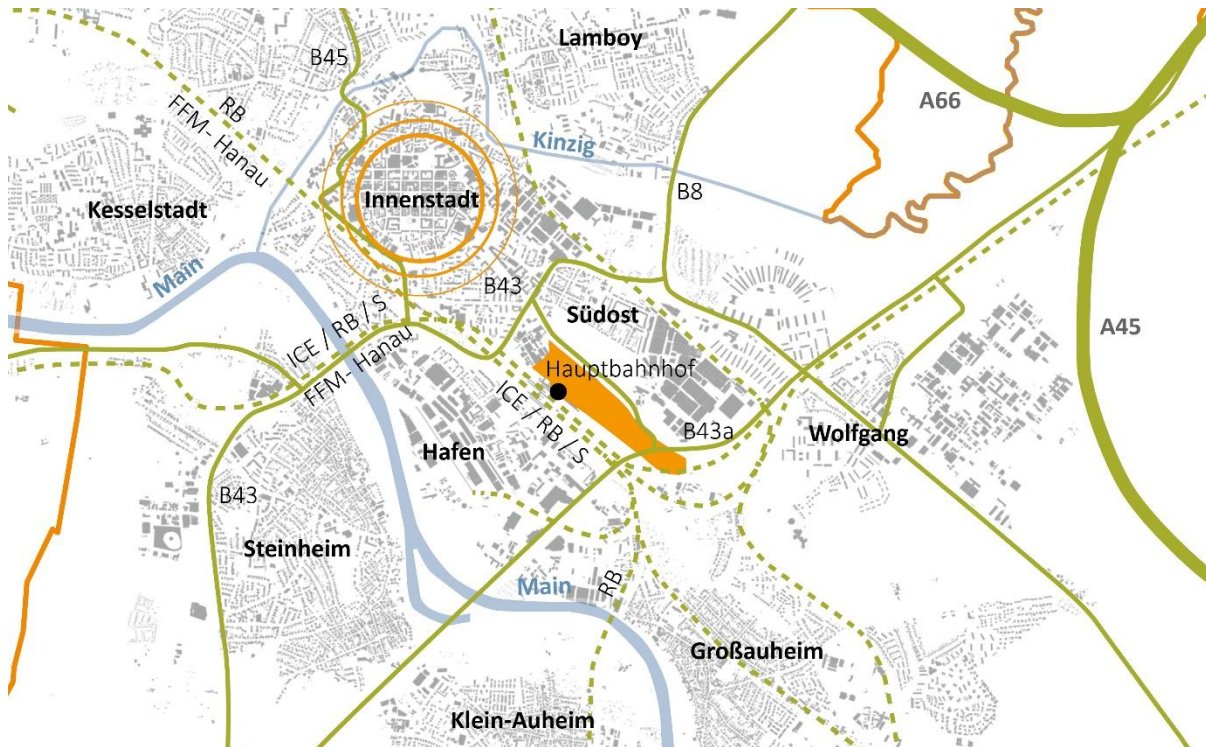 Lamboy
B45
RB
FFM- Hanau
A66
Kinzig
Innenstadt
Kesselstadt
B8
Main
B43
Südost
ICE / RB / S
FFM- Hanau
A45
Hauptbahnhof
ICE / RB / S
B43a
Wolfgang
Hafen
B43
Steinheim
Main
RB
Großauheim
Klein-Auheim